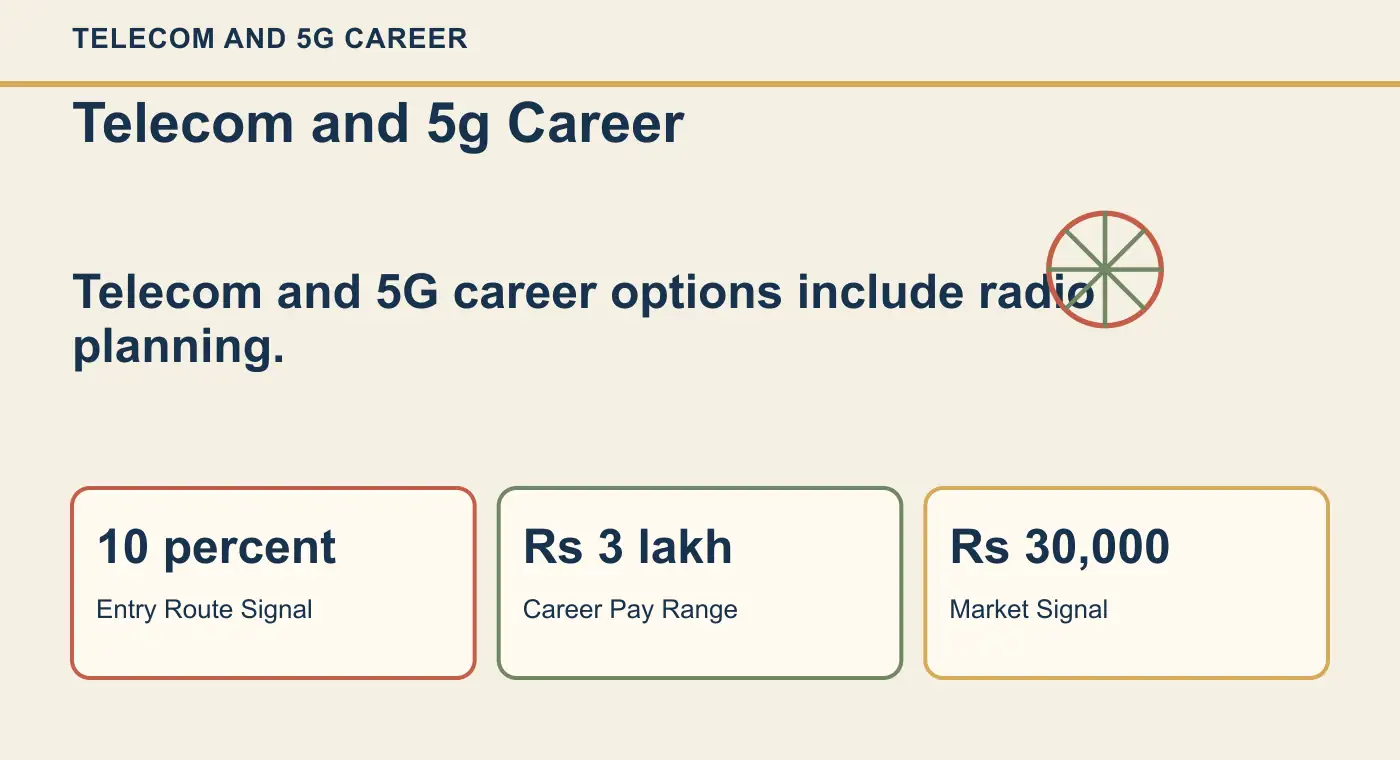 TELECOM AND 5G CAREER
Telecom and 5g Career
Telecom and 5G career options include radio
planning.
10 percent
Entry Route Signal
Rs 3 lakh
Career Pay Range
Rs 30,000
Market Signal